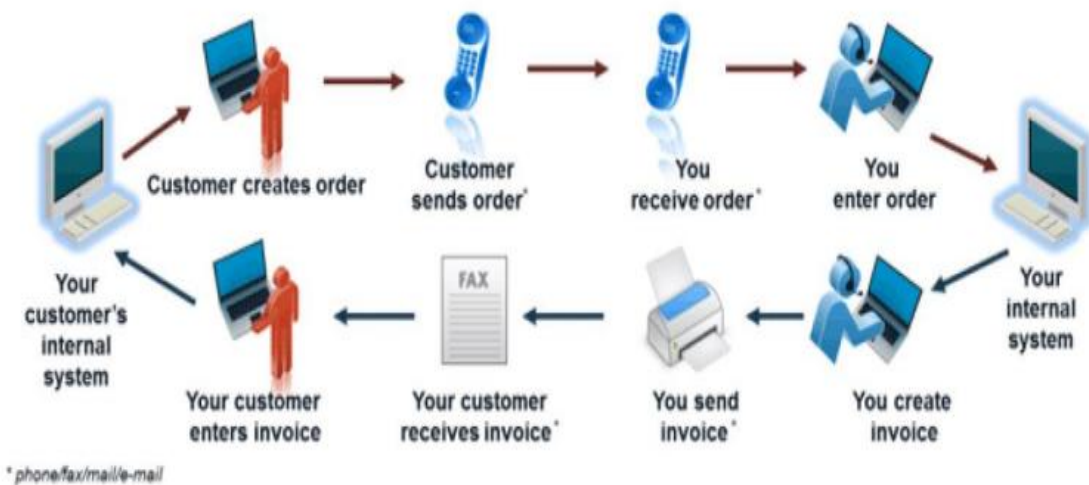 Customer creates order
Customer
sends order*
You
receive order*
You
enter order
Your
customer's
internal
system
Your
internal
system
FAX
Your customer
enters invoice
Your customer
receives invoice*
You send
invoice*
You create
invoice
* phone/fax/mail/e-mail